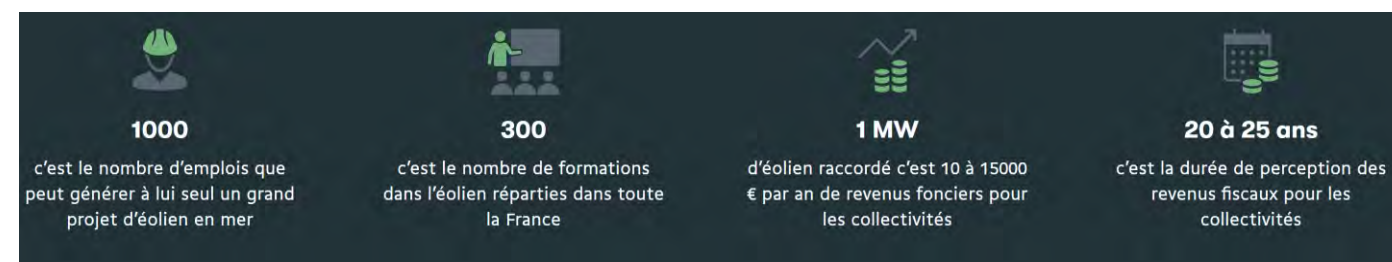 1000
c'est le nombre d'emplois que
peut générer à lui seul un grand
projet d'éolien en mer
300
c'est le nombre de formations
dans l'éolien réparties dans toute
la France
1 MW
d'éolien raccordé c'est 10 à 15000
€ par an de revenus fonciers pour
les collectivités
20 à 25 ans
c'est la durée de perception des
revenus fiscaux pour les
collectivités